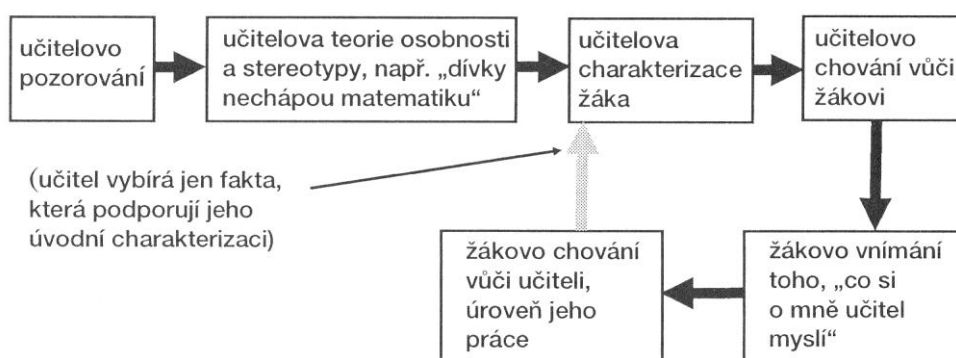 učitelovo
pozorování
učitelova teorie osobnosti
a stereotypy, např. „dívky
nechápou matematiku“
učitelova
charakterizace
žáka
učitelovo
chování vůči
žákovi
(učitel vybírá jen fakta,
která podporují jeho
úvodní charakterizaci)
žákovo chování
vůči učiteli,
úroveň jeho
práce
žákovo vnímání
toho, „co si
o mně učitel
myslí“